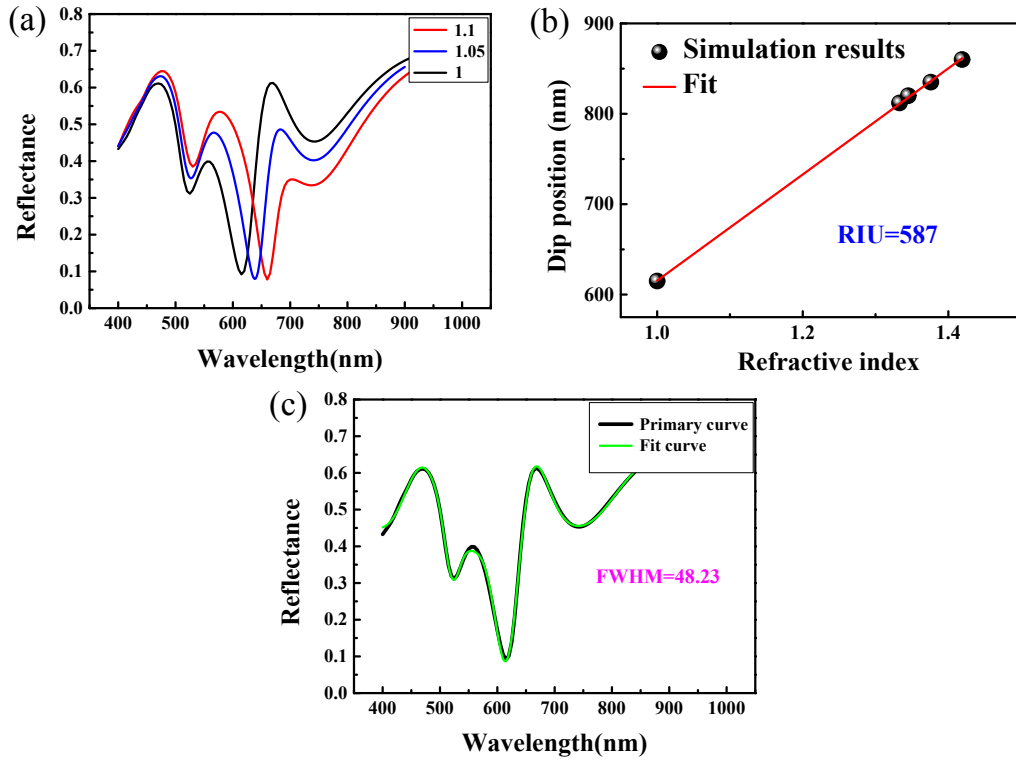 (a)
0.8
0.7
0.6
0.5
0.4
0.3
0.2
0.1
0.0
Reflectance
1.1
1.05
1
400 500 600 700 800 900 1000
Wavelength(nm)
(b)
900
800
700
600
Dip position (nm)
Simulation results
Fit
RIU=587
1.0 1.2 1.4
Refractive index
(c)
0.8
0.7
0.6
0.5
0.4
0.3
0.2
0.1
0.0
Reflectance
Primary curve
Fit curve
FWHM=48.23
400 500 600 700 800 900 1000
Wavelength(nm)